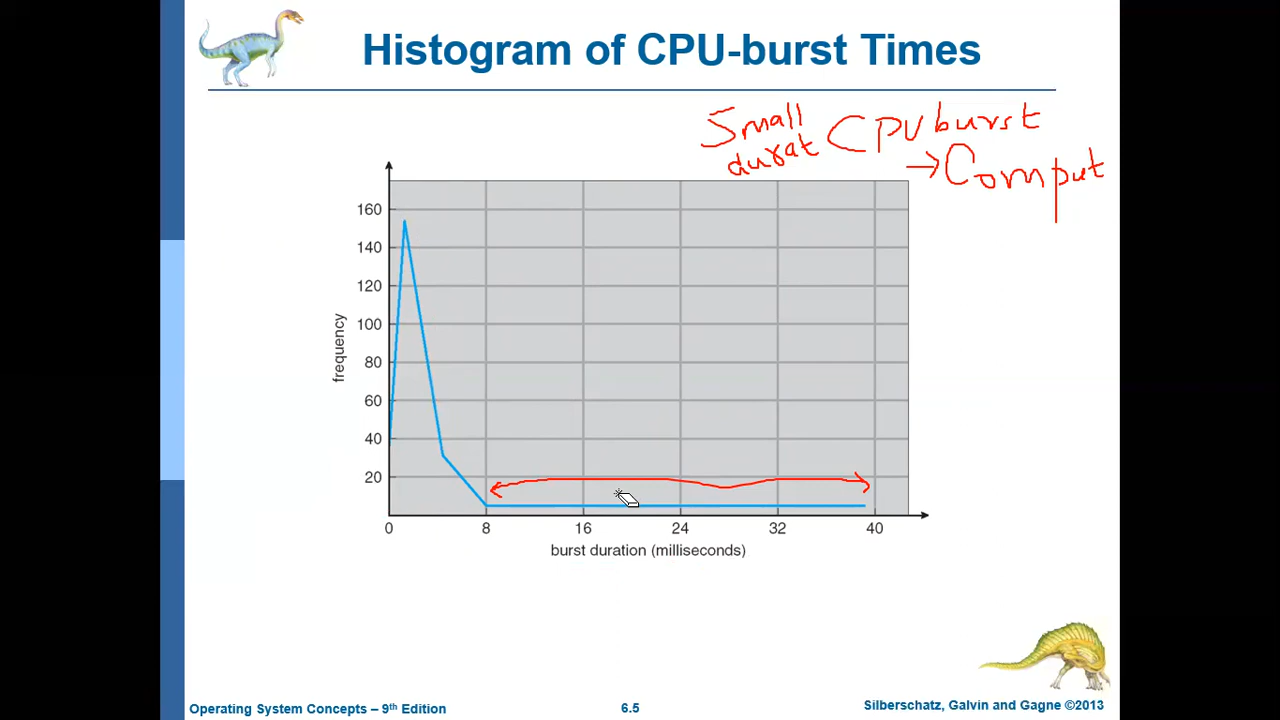 Histogram of CPU-burst Times
Small CPU burst
durat → Comput
160
140
120
100
80
60
40
20
frequency
0 8 16 24 32 40
burst duration (milliseconds)
Operating System Concepts – 9th Edition
6.5
Silberschatz, Galvin and Gagne ©2013